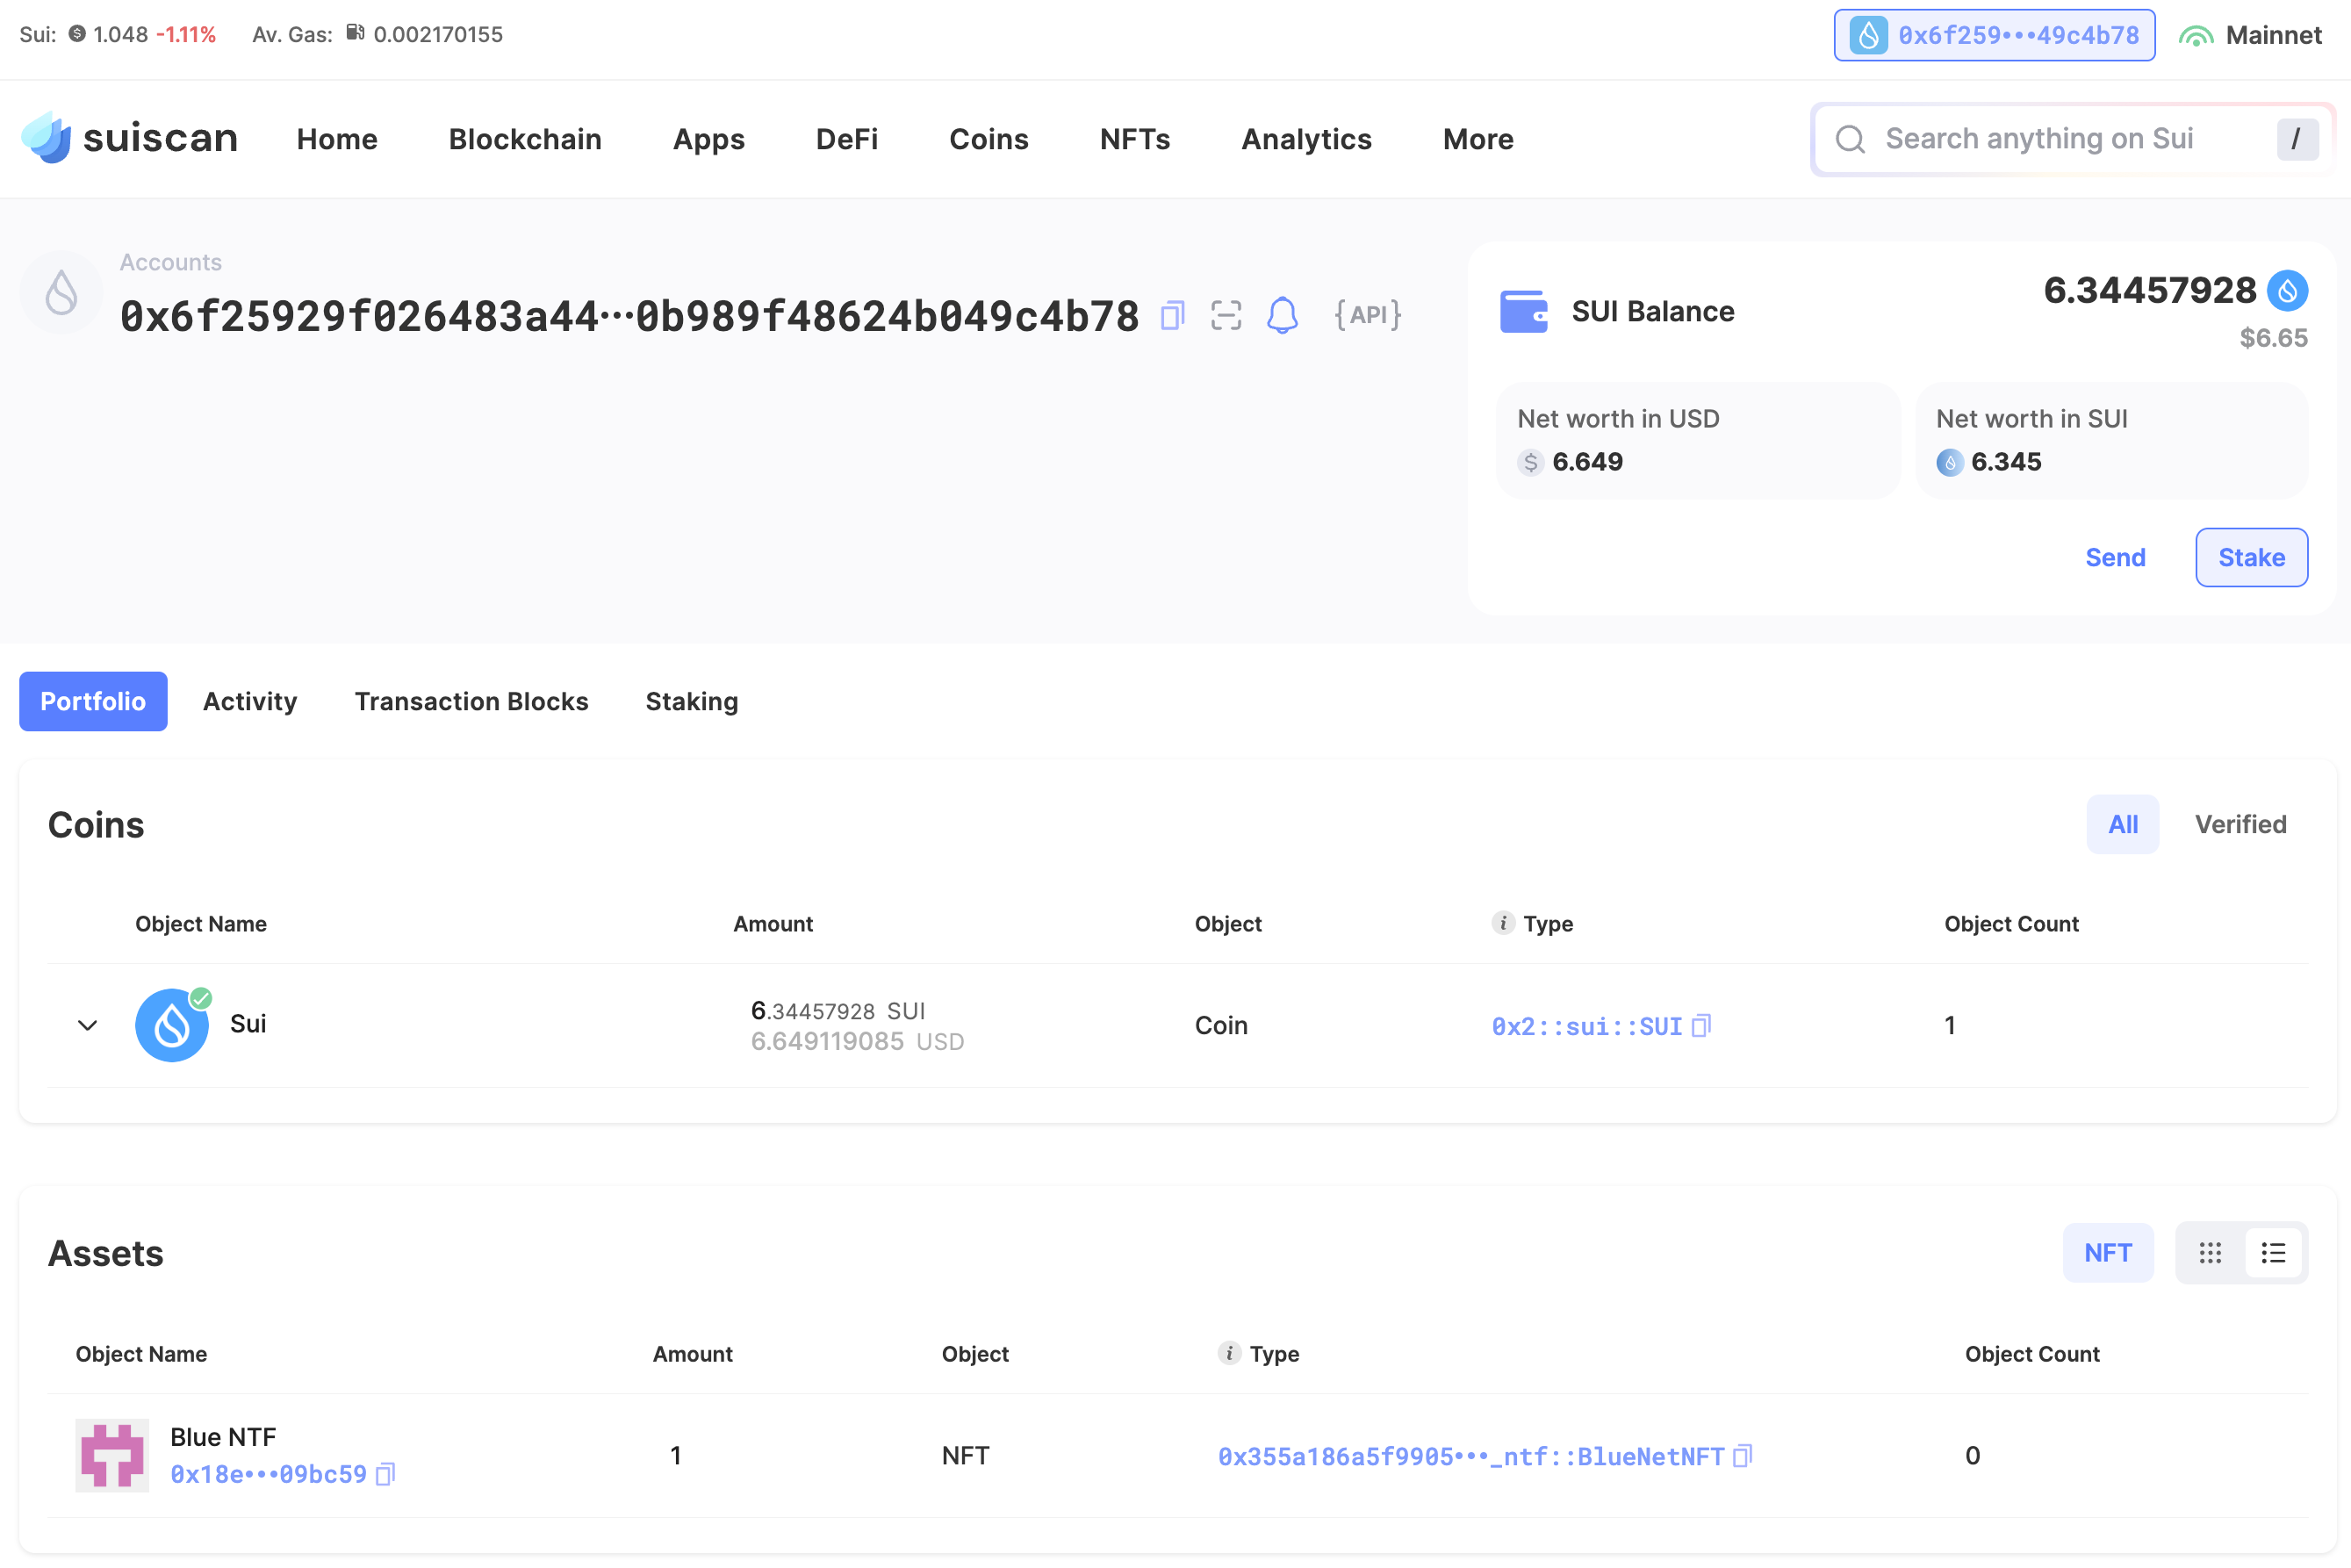 Sui: $ 1.048 -1.11% Av. Gas: 0.002170155 0x6f259•••49c4b78 Mainnet
suiscan Home Blockchain Apps DeFi Coins NFTs Analytics More Search anything on Sui /
Accounts
0x6f25929f026483a44···0b989f48624b049c4b78 {API}
SUI Balance
6.34457928
$6.65
Net worth in USD
$ 6.649
Net worth in SUI
6.345
Send Stake
Portfolio Activity Transaction Blocks Staking
Coins All Verified
Object Name Amount Object i Type Object Count
Sui 6.34457928 SUI Coin 0x2::sui::SUI 1
6.649119085 USD
Assets NFT
Object Name Amount Object i Type Object Count
Blue NTF 1 NFT 0x355a186a5f9905•••_ntf::BlueNetNFT 0
0x18e•••09bc59